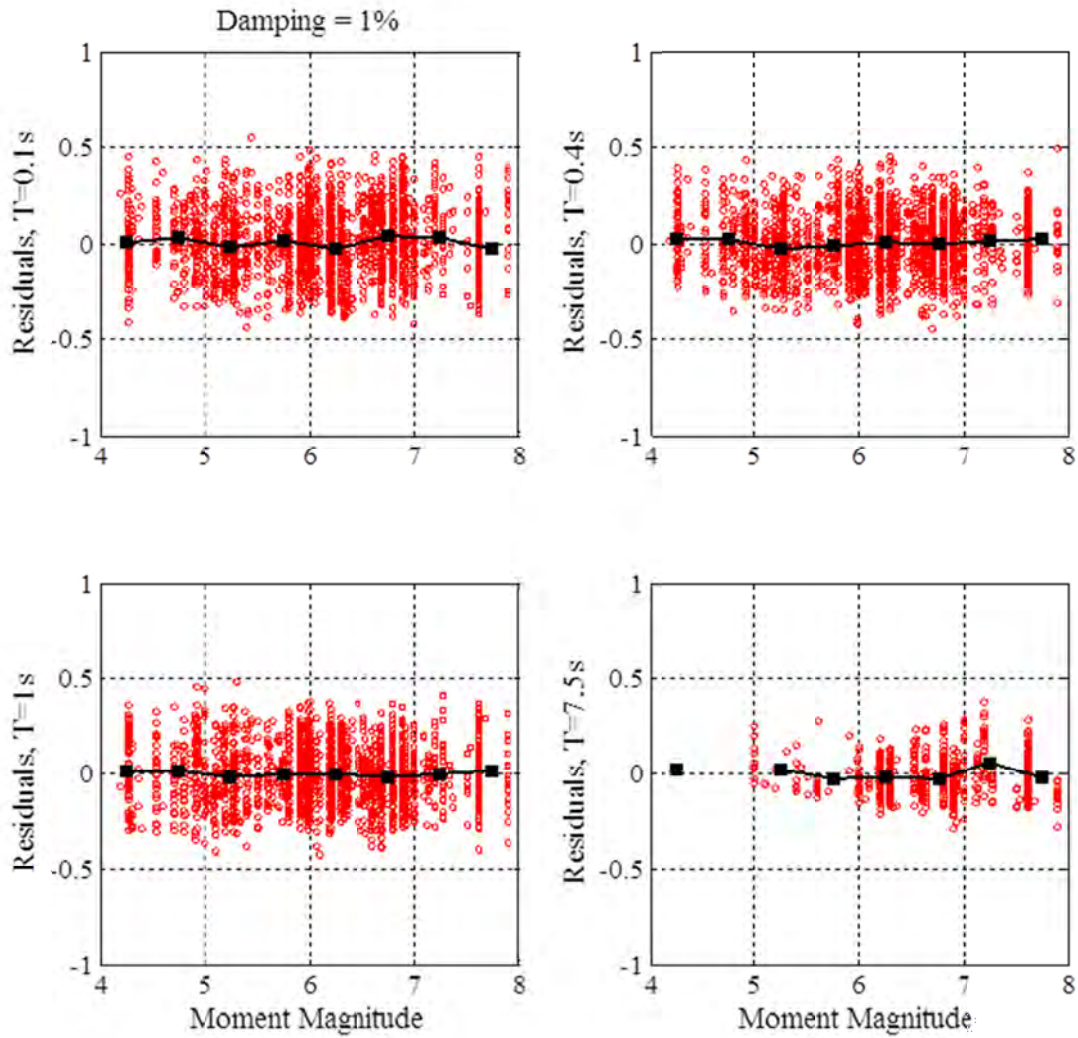 Damping = 1%
Residuals, T=0.1s
1
0.5
0
-0.5
-1
4 5 6 7 8
Residuals, T=0.4s
1
0.5
0
-0.5
-1
4 5 6 7 8
Residuals, T=1s
1
0.5
0
-0.5
-1
4 5 6 7 8
Moment Magnitude
Residuals, T=7.5s
1
0.5
0
-0.5
-1
4 5 6 7 8
Moment Magnitude